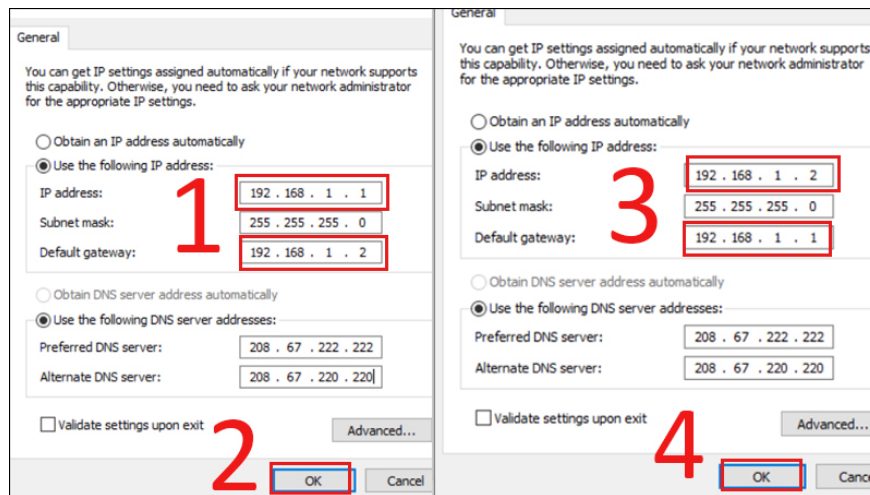 General
You can get IP settings assigned automatically if your network supports
this capability. Otherwise, you need to ask your network administrator
for the appropriate IP settings.
Obtain an IP address automatically
Use the following IP address:
IP address: 192 . 168 . 1 . 1
Subnet mask: 255 . 255 . 255 . 0
Default gateway: 192 . 168 . 1 . 2
1
Obtain DNS server address automatically
Use the following DNS server addresses:
Preferred DNS server: 208 . 67 . 222 . 222
Alternate DNS server: 208 . 67 . 220 . 220
Validate settings upon exit
Advanced...
2
OK Cancel
General
You can get IP settings assigned automatically if your network supports
this capability. Otherwise, you need to ask your network administrator
for the appropriate IP settings.
Obtain an IP address automatically
Use the following IP address:
IP address: 192 . 168 . 1 . 2
Subnet mask: 255 . 255 . 255 . 0
Default gateway: 192 . 168 . 1 . 1
3
Obtain DNS server address automatically
Use the following DNS server addresses:
Preferred DNS server: 208 . 67 . 222 . 222
Alternate DNS server: 208 . 67 . 220 . 220
Validate settings upon exit
Advanced...
4
OK Cance